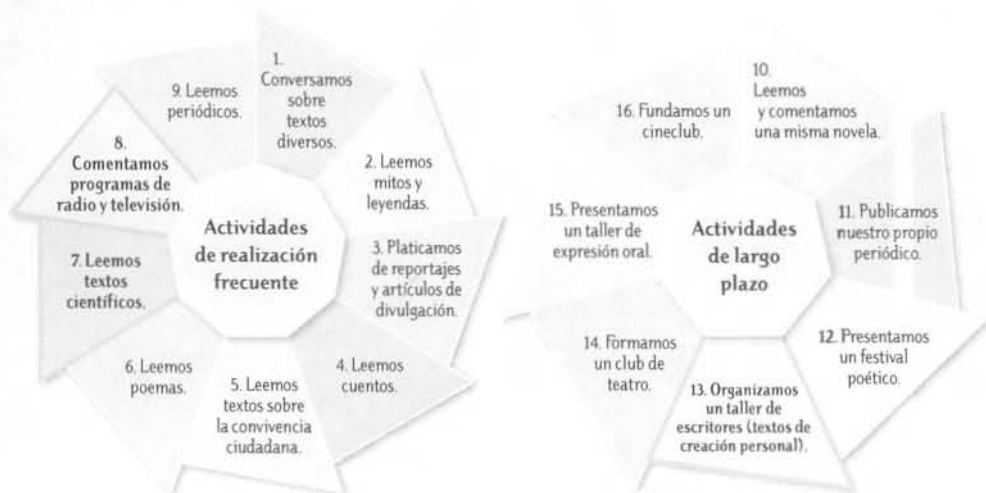 Actividades
de realización
frecuente
1.
Conversamos
sobre
textos
diversos.
2. Leemos
mitos y
leyendas.
3. Platicamos
de reportajes
y artículos de
divulgación.
4. Leemos
cuentos.
5. Leemos
textos sobre
la convivencia
ciudadana.
6. Leemos
poemas.
7. Leemos
textos
científicos.
8.
Comentamos
programas de
radio y televisión.
9. Leemos
periódicos.
Actividades
de largo
plazo
10.
Leemos
y comentamos
una misma novela.
11. Publicamos
nuestro propio
periódico.
12. Presentamos
un festival
poético.
13. Organizamos
un taller de
escritores (textos de
creación personal).
14. Formamos
un club de
teatro.
15. Presentamos
un taller de
expresión oral.
16. Fundamos un
cineclub.